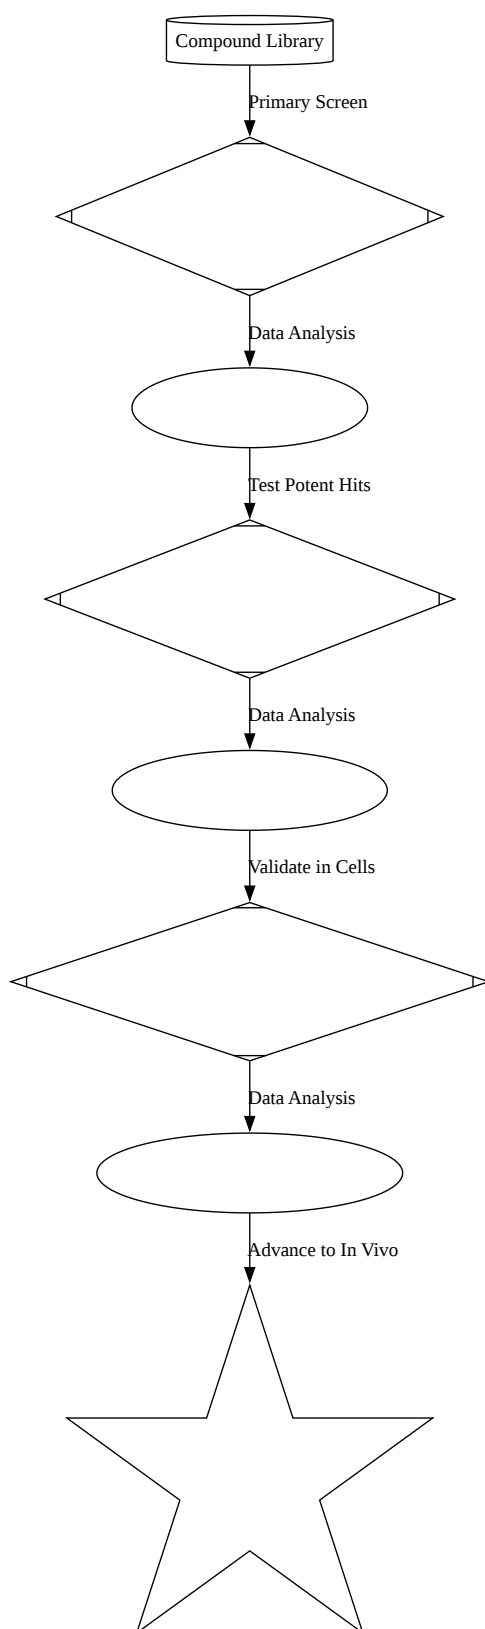 Compound Library
Primary Screen
Data Analysis
Test Potent Hits
Data Analysis
Validate in Cells
Data Analysis
Advance to In Vivo